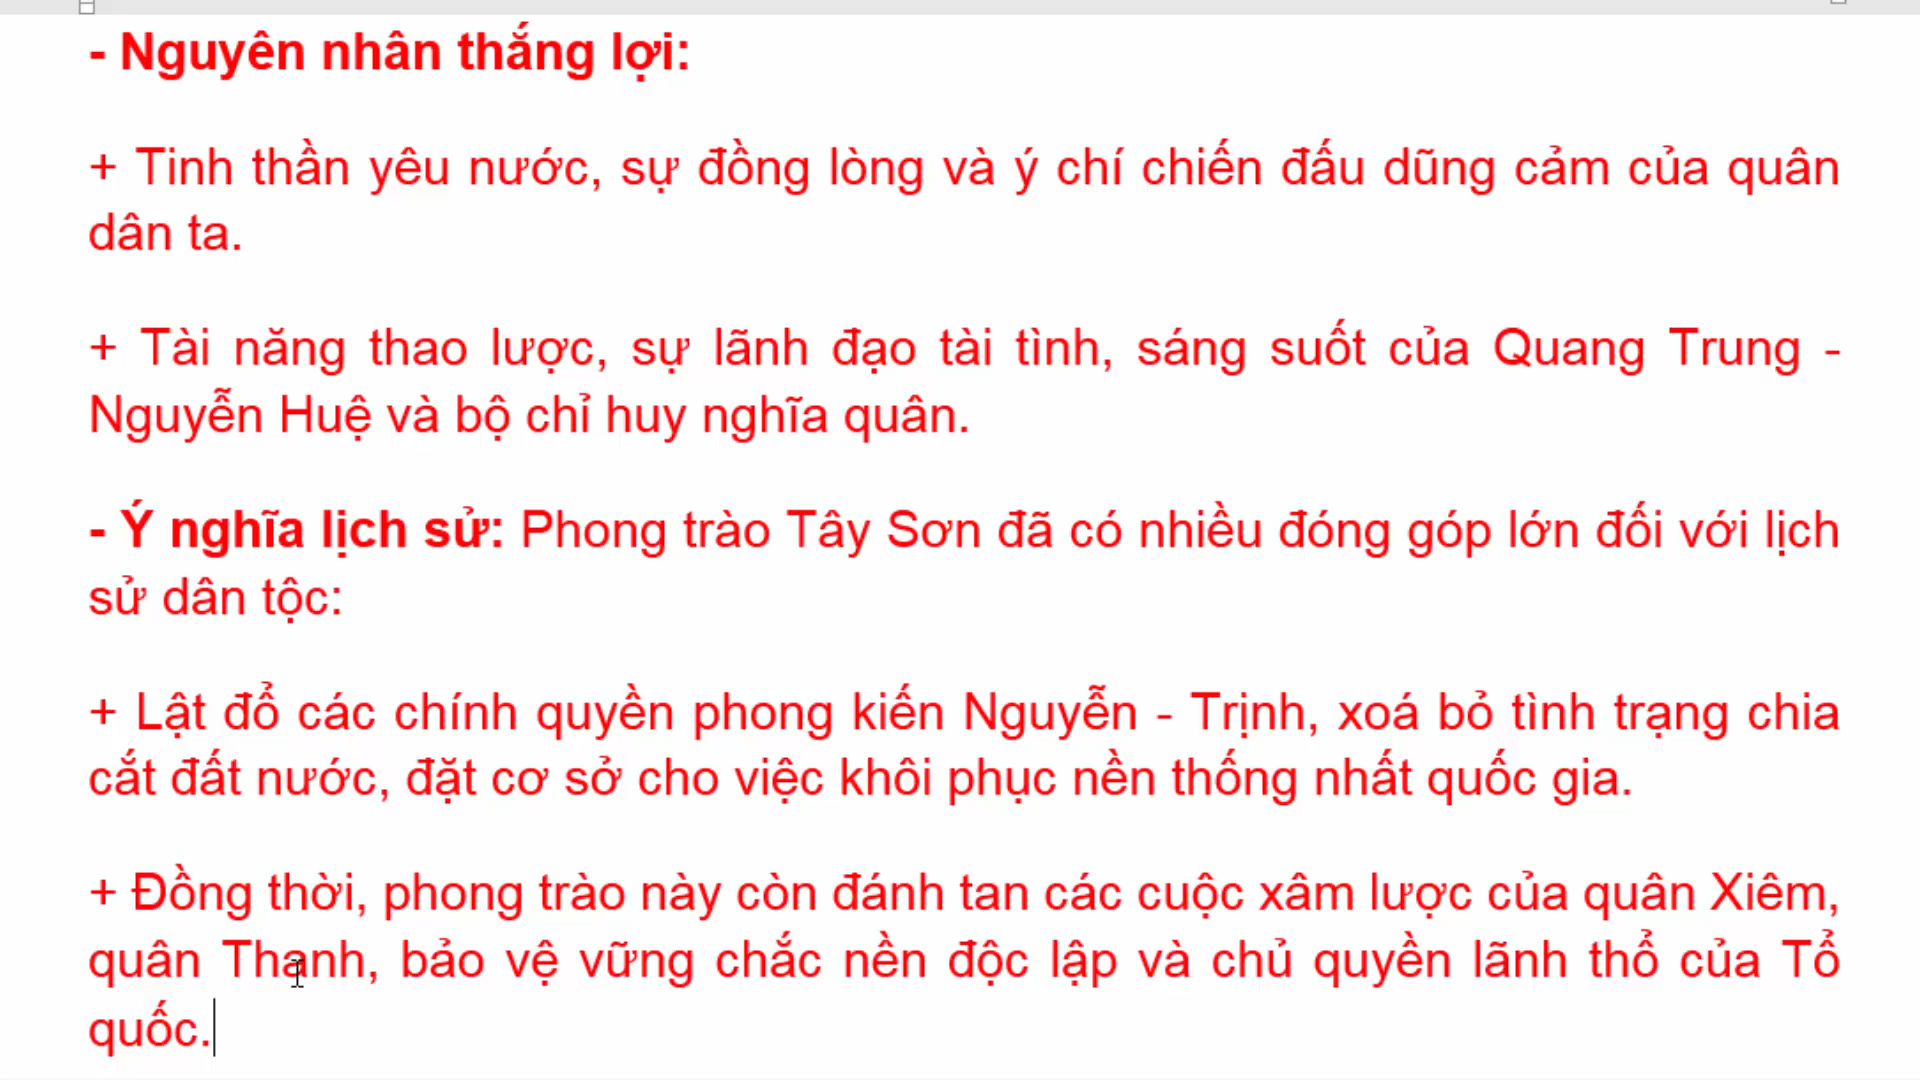 - Nguyên nhân thắng lợi:
+ Tinh thần yêu nước, sự đồng lòng và ý chí chiến đấu dũng cảm của quân
dân ta.
+ Tài năng thao lược, sự lãnh đạo tài tình, sáng suốt của Quang Trung -
Nguyễn Huệ và bộ chỉ huy nghĩa quân.
- Ý nghĩa lịch sử: Phong trào Tây Sơn đã có nhiều đóng góp lớn đối với lịch
sử dân tộc:
+ Lật đổ các chính quyền phong kiến Nguyễn - Trịnh, xoá bỏ tình trạng chia
cắt đất nước, đặt cơ sở cho việc khôi phục nền thống nhất quốc gia.
+ Đồng thời, phong trào này còn đánh tan các cuộc xâm lược của quân Xiêm,
quân Thanh, bảo vệ vững chắc nền độc lập và chủ quyền lãnh thổ của Tổ
quốc.